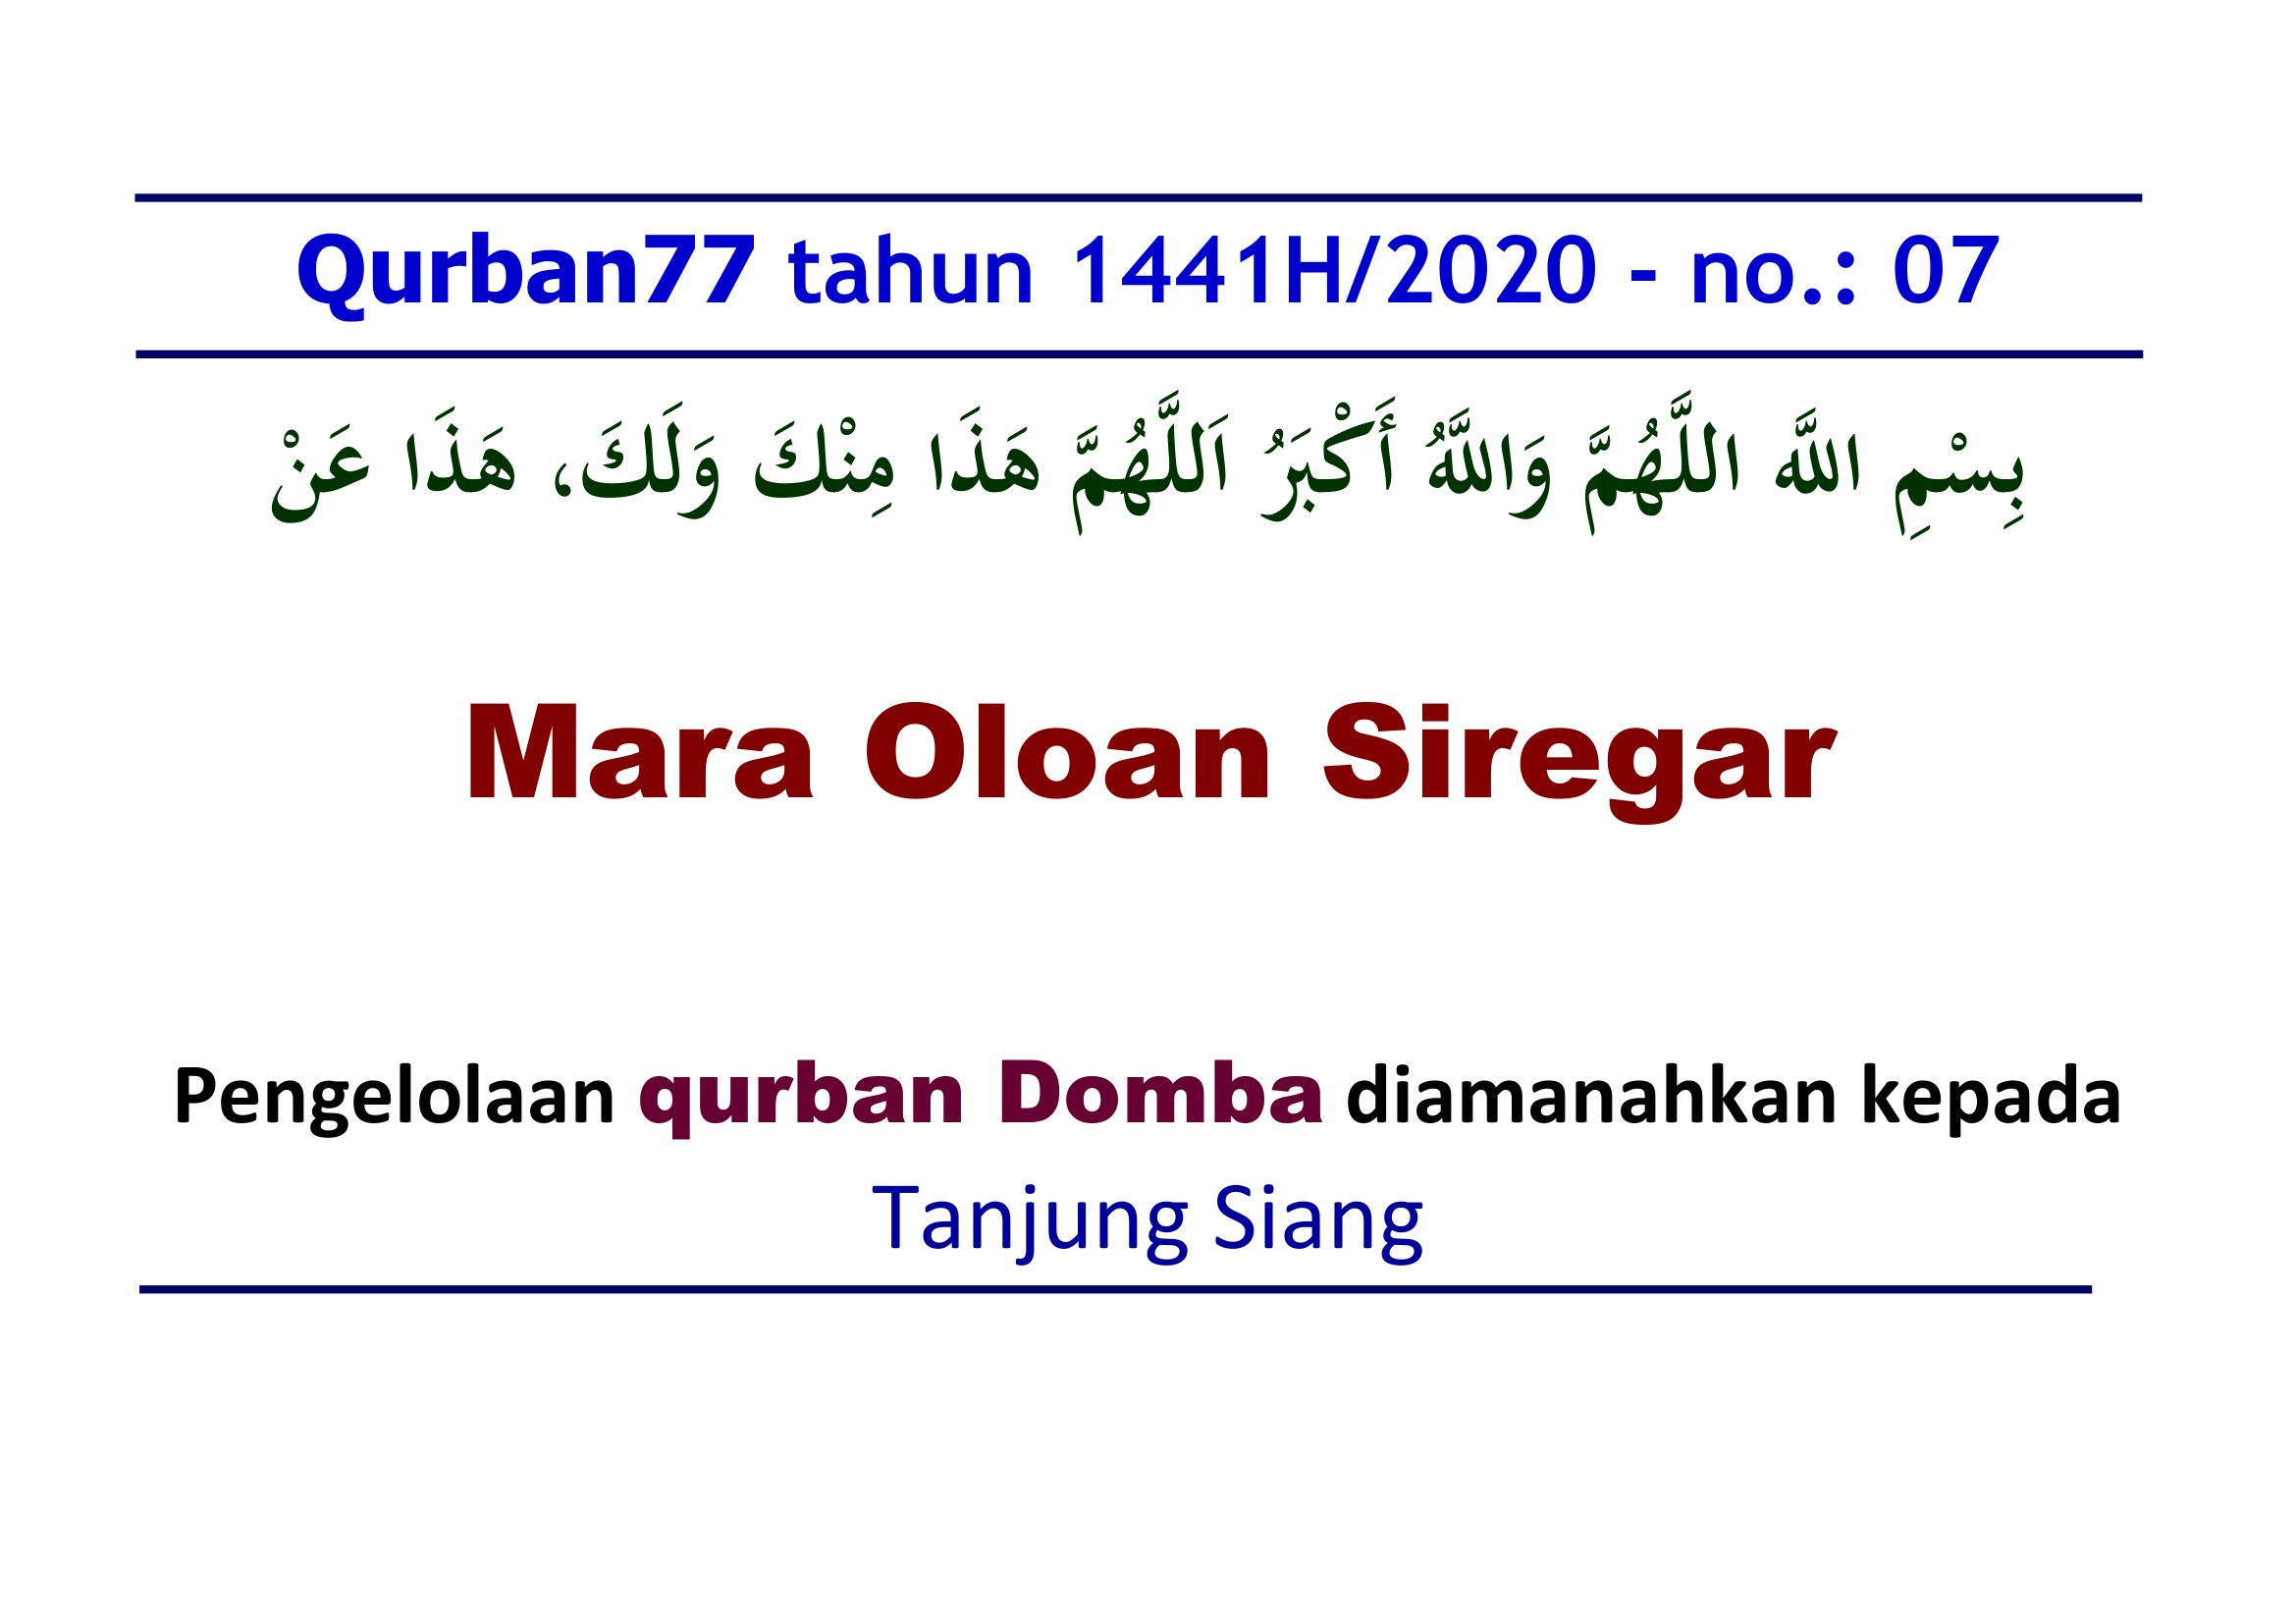 Qurban77 tahun 1441H/2020 - no.: 07
بِسْمِ اللَّه اَللَّهُمَّ وَاللَّهُ أَكْبَرُ اَللَّهُمَّ هَذَا مِنْكَ وَلَكَ، هَذَا عَنْ
Mara Oloan Siregar
Pengelolaan qurban Domba diamanahkan kepada
Tanjung Siang